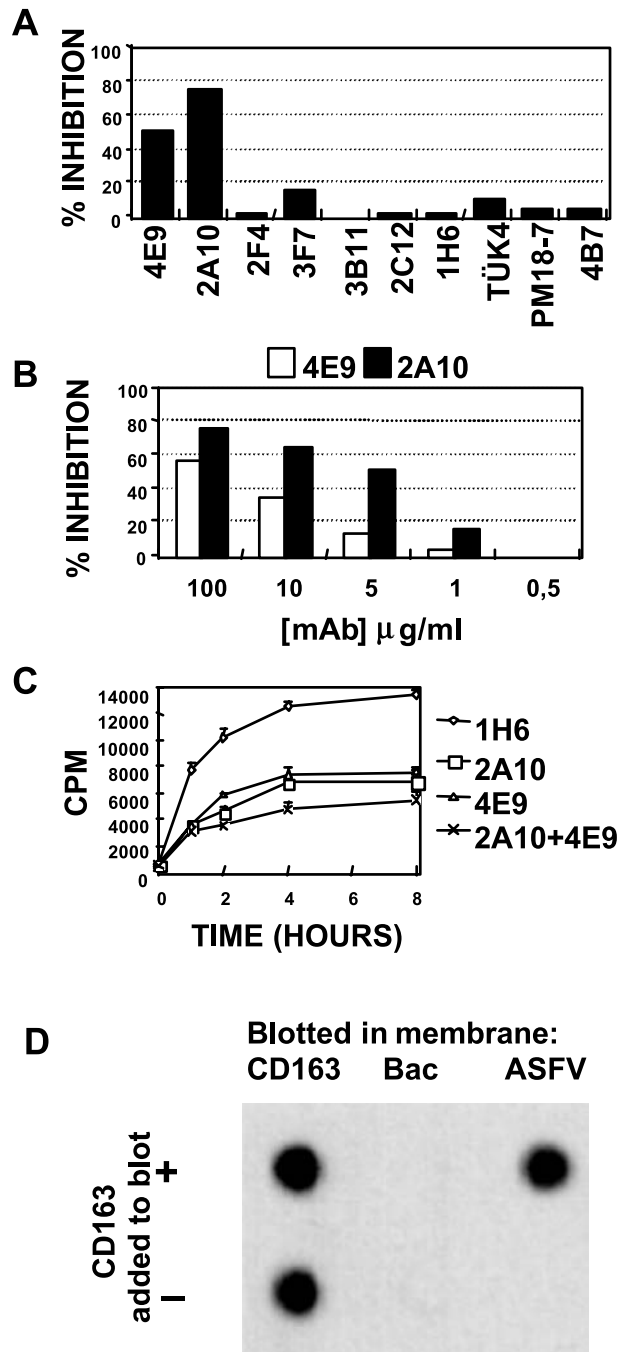 A
% INHIBITION
100
80
60
40
20
0
4E9
2A10
2F4
3F7
3B11
2C12
1H6
TÜK4
PM18-7
4B7
B
4E9 2A10
% INHIBITION
100
80
60
40
20
0
100 10 5 1 0,5
[mAb] μ g/ml
C
CPM
14000
12000
10000
8000
6000
4000
2000
0
0 2 4 6 8
TIME (HOURS)
1H6
2A10
4E9
2A10+4E9
D
Blotted in membrane:
CD163 Bac ASFV
CD163
added to blot
+
−